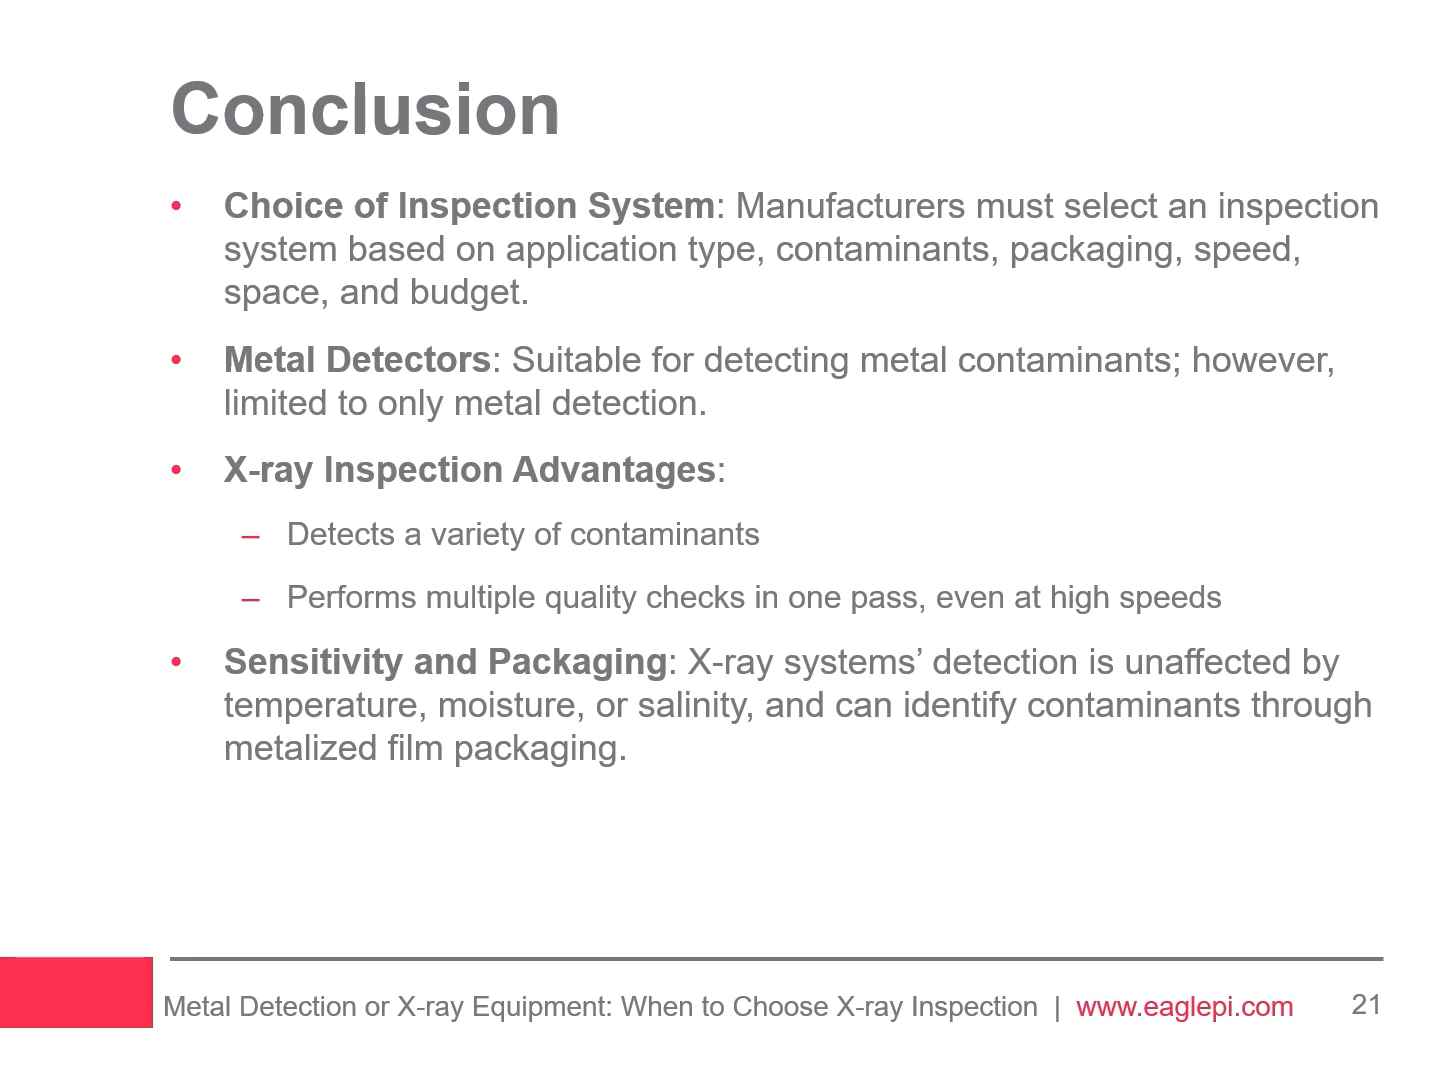 Conclusion
• Choice of Inspection System: Manufacturers must select an inspection
system based on application type, contaminants, packaging, speed,
space, and budget.
• Metal Detectors: Suitable for detecting metal contaminants; however,
limited to only metal detection.
• X-ray Inspection Advantages:
– Detects a variety of contaminants
– Performs multiple quality checks in one pass, even at high speeds
• Sensitivity and Packaging: X-ray systems’ detection is unaffected by
temperature, moisture, or salinity, and can identify contaminants through
metalized film packaging.
Metal Detection or X-ray Equipment: When to Choose X-ray Inspection | www.eaglepi.com 21